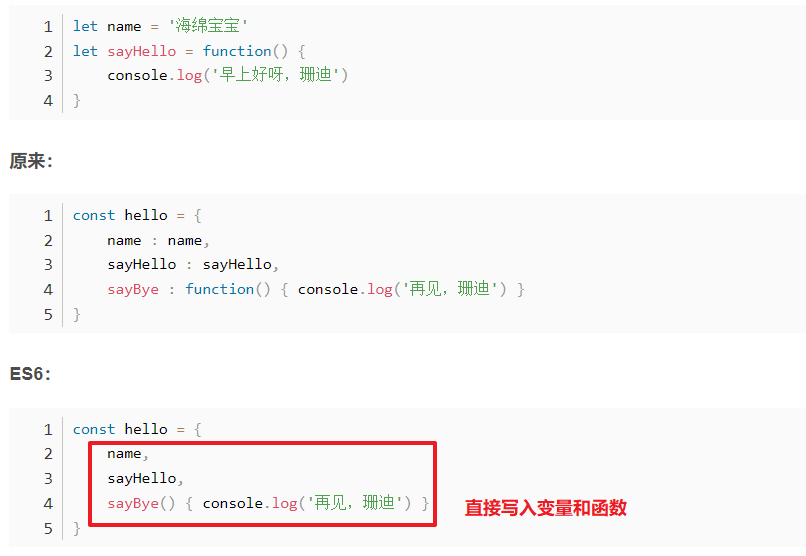 1 let name = '海绵宝宝'
2 let sayHello = function() {
3     console.log('早上好呀，珊迪')
4 }
原来：
1 const hello = {
2     name : name,
3     sayHello : sayHello,
4     sayBye : function() { console.log('再见，珊迪') }
5 }
ES6：
1 const hello = {
2     name,
3     sayHello,
4     sayBye() { console.log('再见，珊迪') }
5 }
直接写入变量和函数